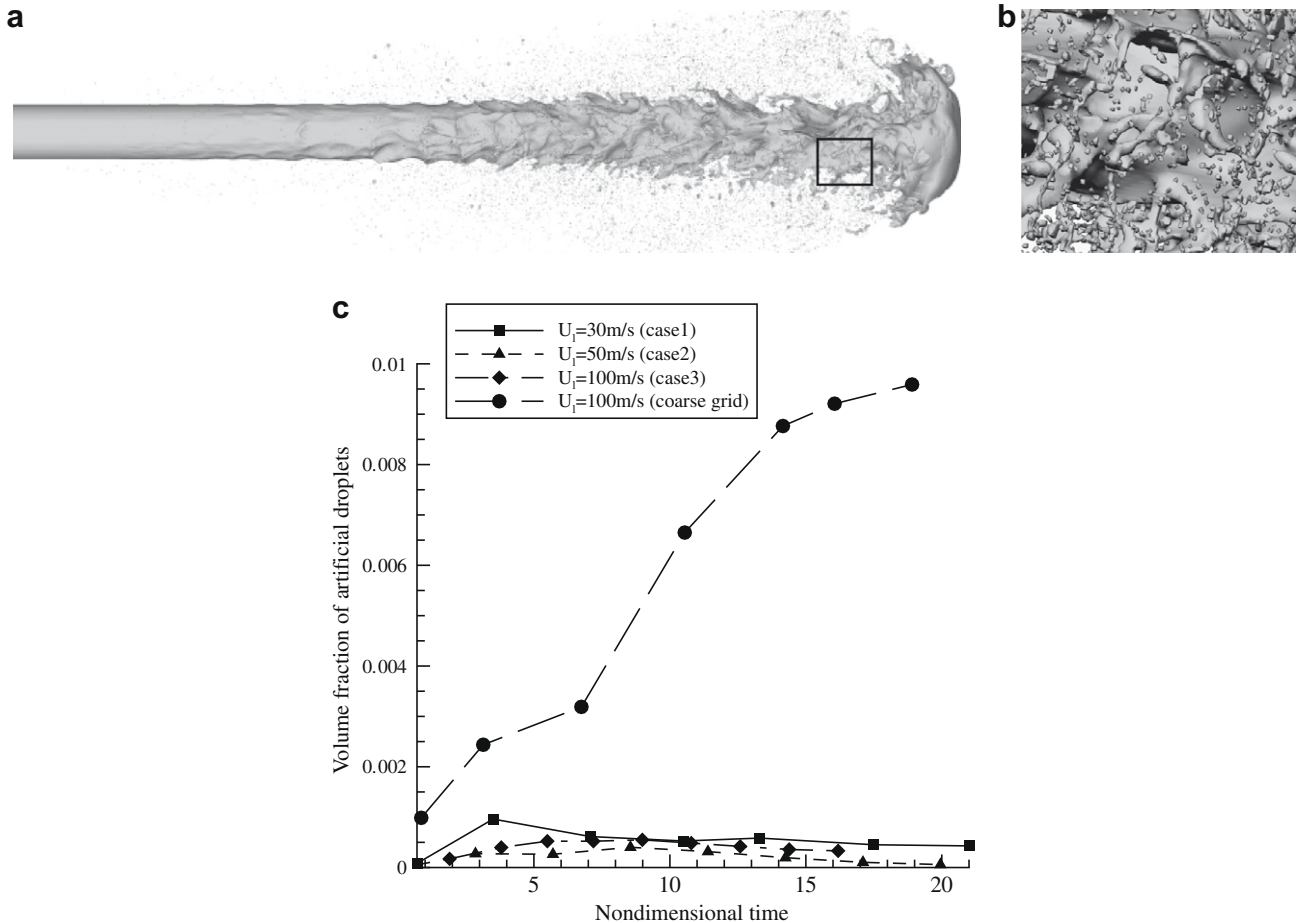 a
b
c
U_l=30m/s (case1)
U_l=50m/s (case2)
U_l=100m/s (case3)
U_l=100m/s (coarse grid)
0.01
0.008
0.006
0.004
0.002
0
Volume fraction of artificial droplets
5
10
15
20
Nondimensional time